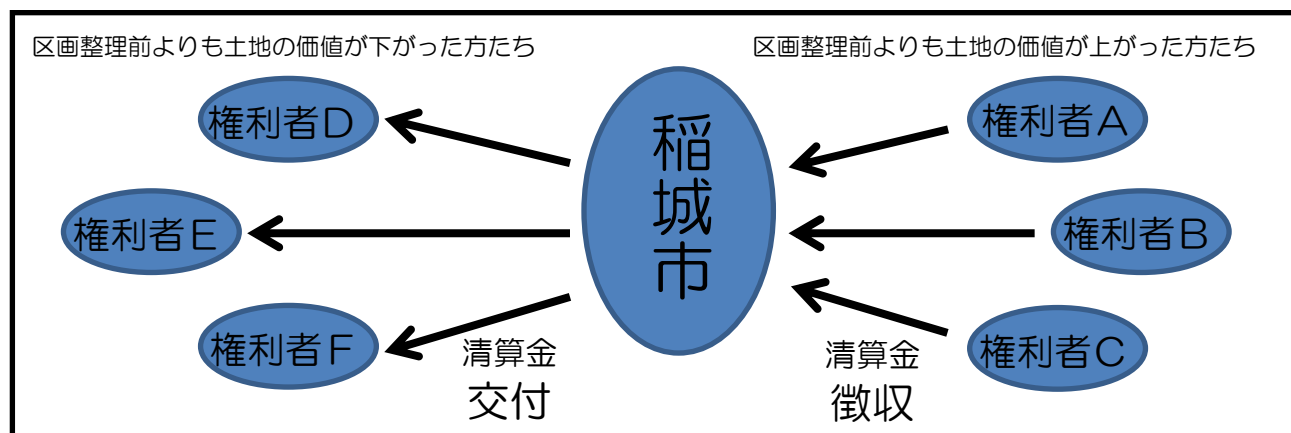 区画整理前よりも土地の価値が下がった方たち
区画整理前よりも土地の価値が上がった方たち
権利者D
権利者E
権利者F
稲城市
権利者A
権利者B
権利者C
清算金
交付
清算金
徴収